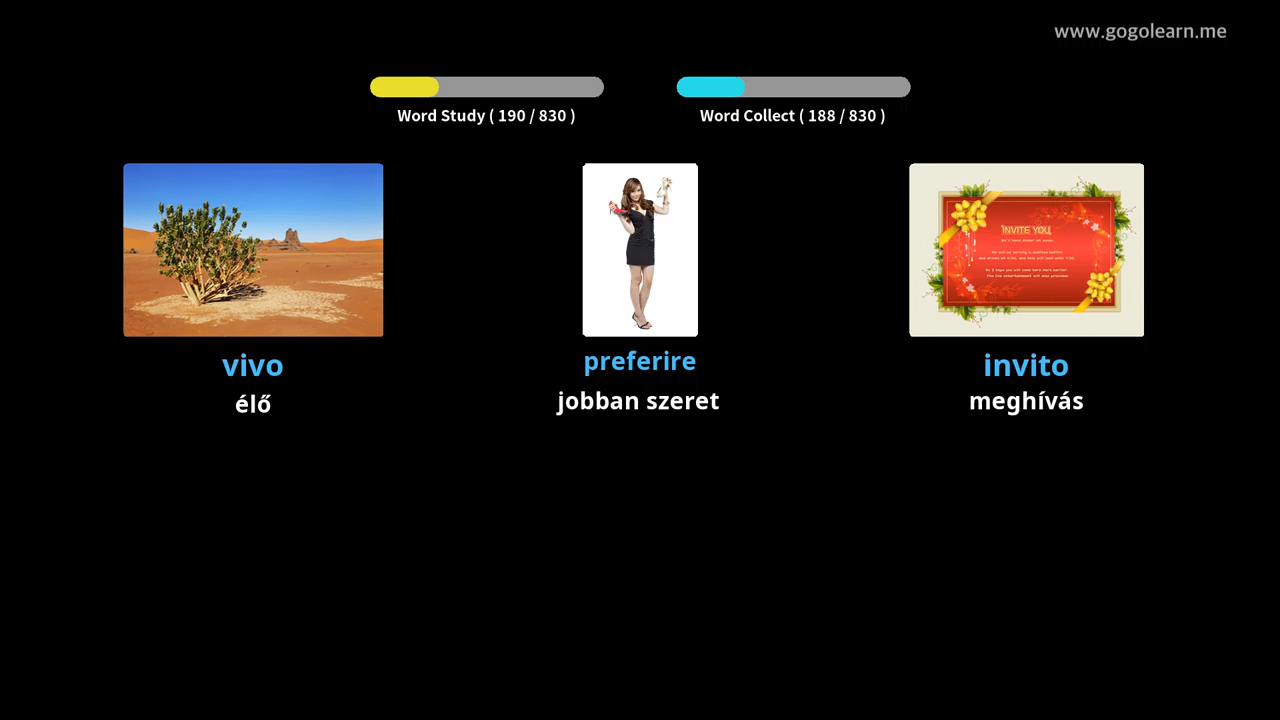 www.gogolearn.me
Word Study ( 190 / 830 )
Word Collect ( 188 / 830 )
INVITE YOU
vivo
élő
preferire
jobban szeret
invito
meghívás